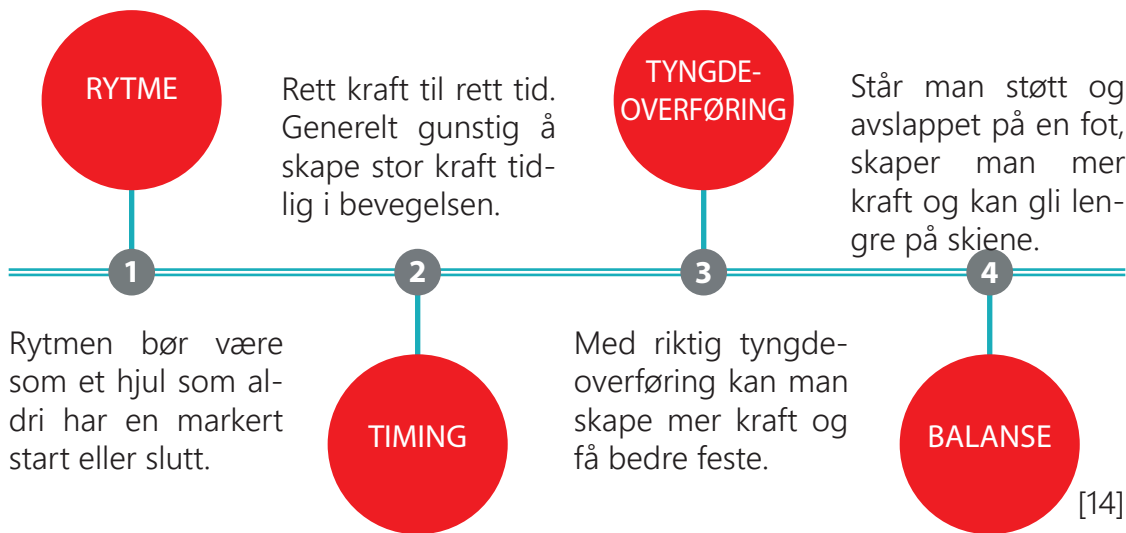 RYTME
1
Rytmen bør være
som et hjul som al-
dri har en markert
start eller slutt.
Rett kraft til rett tid.
Generelt gunstig å
skape stor kraft tid-
lig i bevegelsen.
2
TIMING
TYNGDE-
OVERFØRING
3
Med riktig tyngde-
overføring kan man
skape mer kraft og
få bedre feste.
Står man støtt og
avslappet på en fot,
skaper man mer
kraft og kan gli len-
gre på skiene.
4
BALANSE
[14]